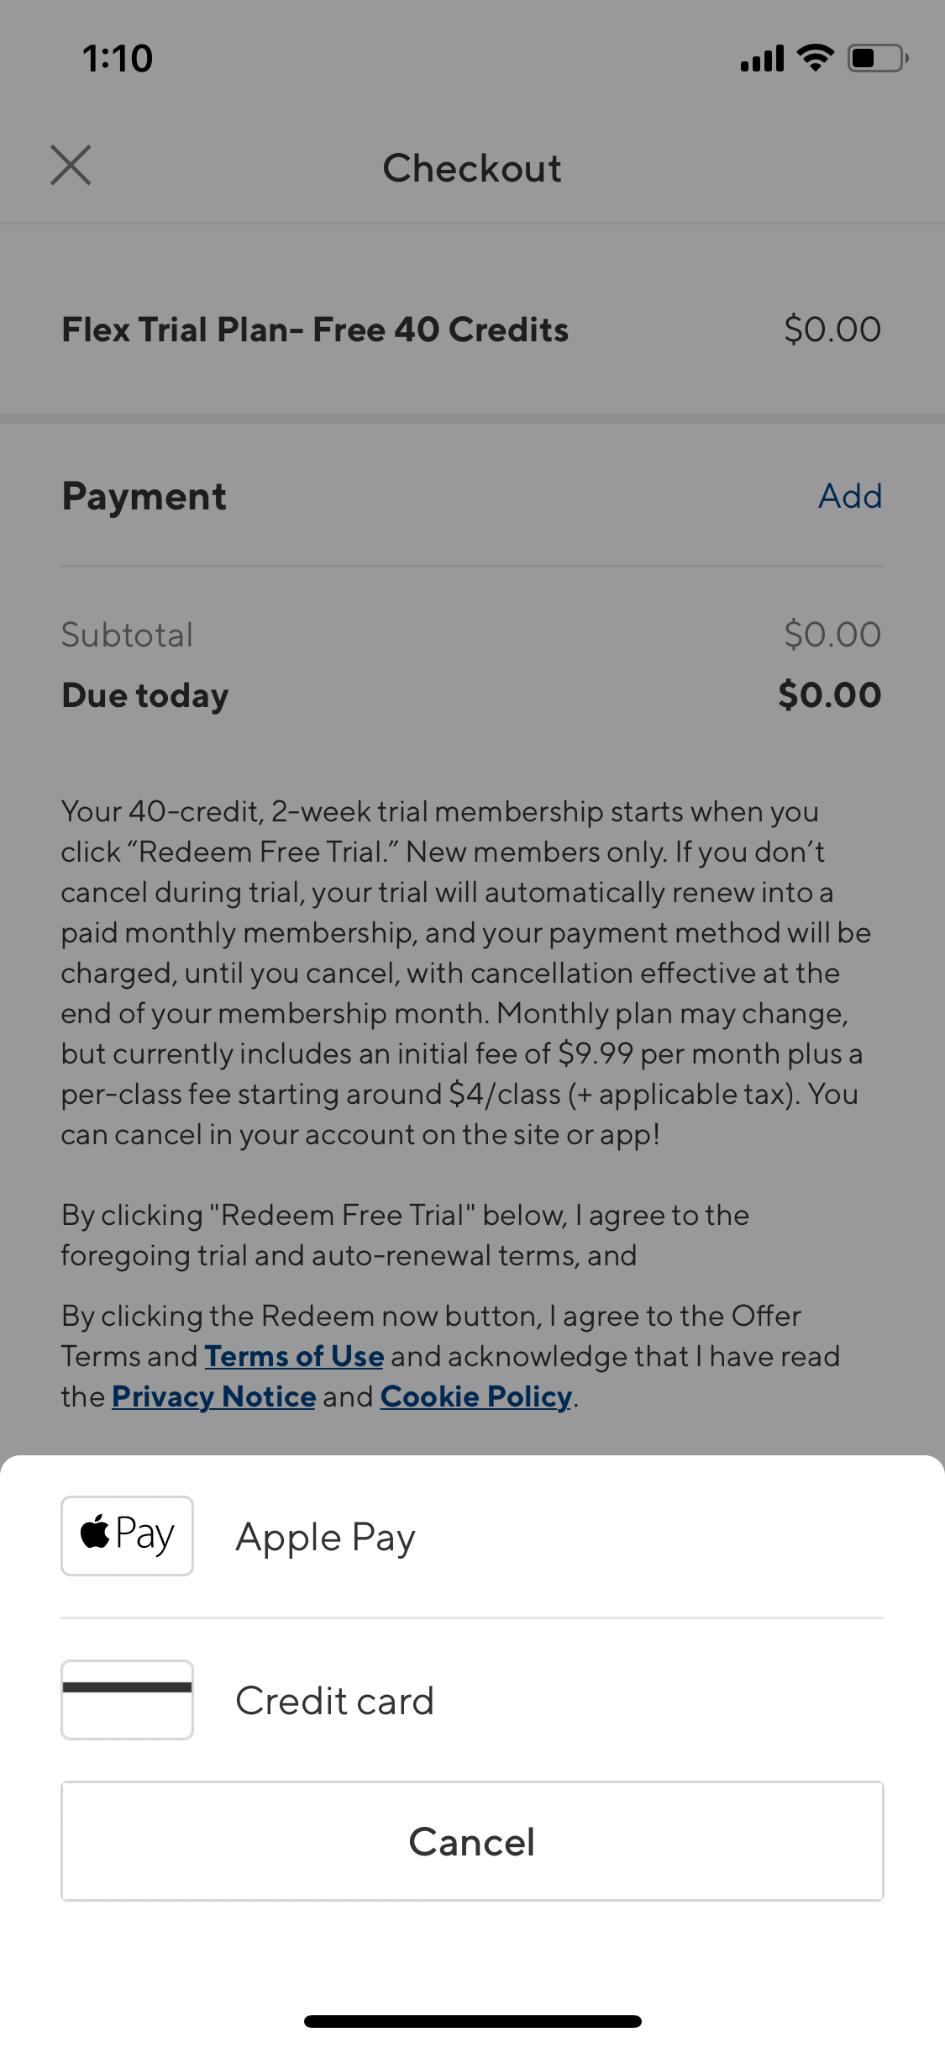 1:10
Checkout
Flex Trial Plan- Free 40 Credits $0.00
Payment Add
Subtotal $0.00
Due today $0.00
Your 40-credit, 2-week trial membership starts when you
click “Redeem Free Trial.” New members only. If you don’t
cancel during trial, your trial will automatically renew into a
paid monthly membership, and your payment method will be
charged, until you cancel, with cancellation effective at the
end of your membership month. Monthly plan may change,
but currently includes an initial fee of $9.99 per month plus a
per-class fee starting around $4/class (+ applicable tax). You
can cancel in your account on the site or app!
By clicking "Redeem Free Trial" below, I agree to the
foregoing trial and auto-renewal terms, and
By clicking the Redeem now button, I agree to the Offer
Terms and Terms of Use and acknowledge that I have read
the Privacy Notice and Cookie Policy.
Pay Apple Pay
Credit card
Cancel